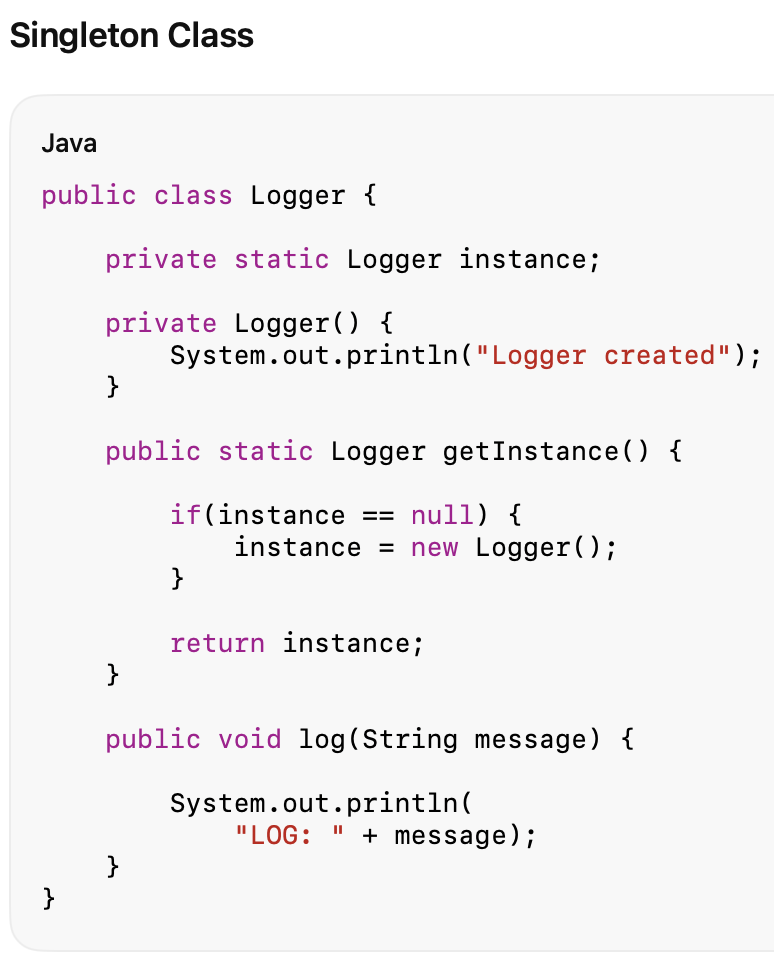 Singleton Class
Java
public class Logger {
private static Logger instance;
private Logger() {
System.out.println("Logger created");
}
public static Logger getInstance() {
if(instance == null) {
instance = new Logger();
}
return instance;
}
public void log(String message) {
System.out.println(
"LOG: " + message);
}
}